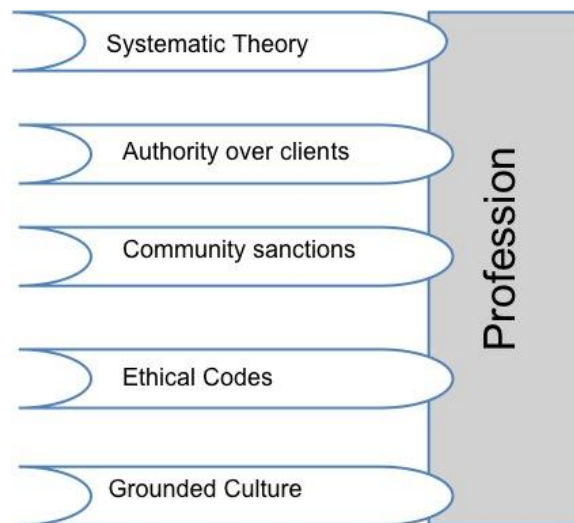 Systematic Theory
Authority over clients
Community sanctions
Ethical Codes
Grounded Culture
Profession